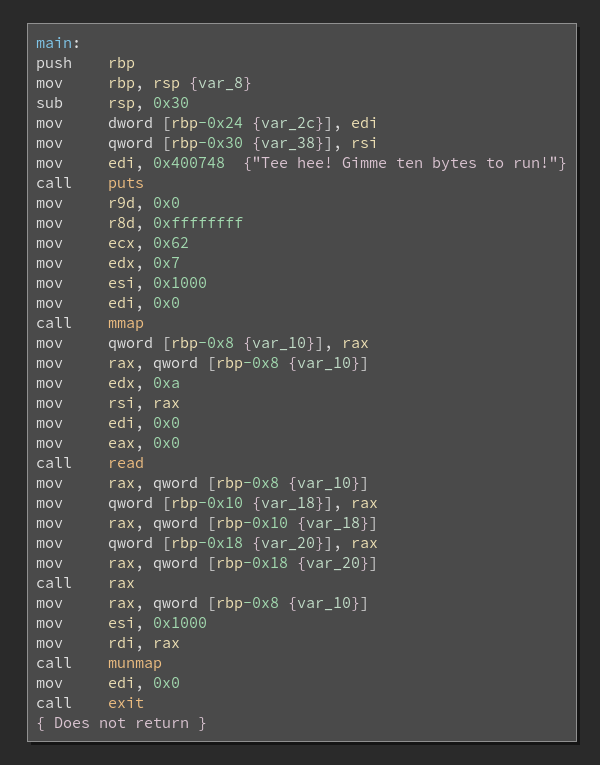 main:
push rbp
mov rbp, rsp {var_8}
sub rsp, 0x30
mov dword [rbp-0x24 {var_2c}], edi
mov qword [rbp-0x30 {var_38}], rsi
mov edi, 0x400748 {"Tee hee! Gimme ten bytes to run!"}
call puts
mov r9d, 0x0
mov r8d, 0xffffffff
mov ecx, 0x62
mov edx, 0x7
mov esi, 0x1000
mov edi, 0x0
call mmap
mov qword [rbp-0x8 {var_10}], rax
mov rax, qword [rbp-0x8 {var_10}]
mov edx, 0xa
mov rsi, rax
mov edi, 0x0
mov eax, 0x0
call read
mov rax, qword [rbp-0x8 {var_10}]
mov qword [rbp-0x10 {var_18}], rax
mov rax, qword [rbp-0x10 {var_18}]
mov qword [rbp-0x18 {var_20}], rax
mov rax, qword [rbp-0x18 {var_20}]
call rax
mov rax, qword [rbp-0x8 {var_10}]
mov esi, 0x1000
mov rdi, rax
call munmap
mov edi, 0x0
call exit
{ Does not return }